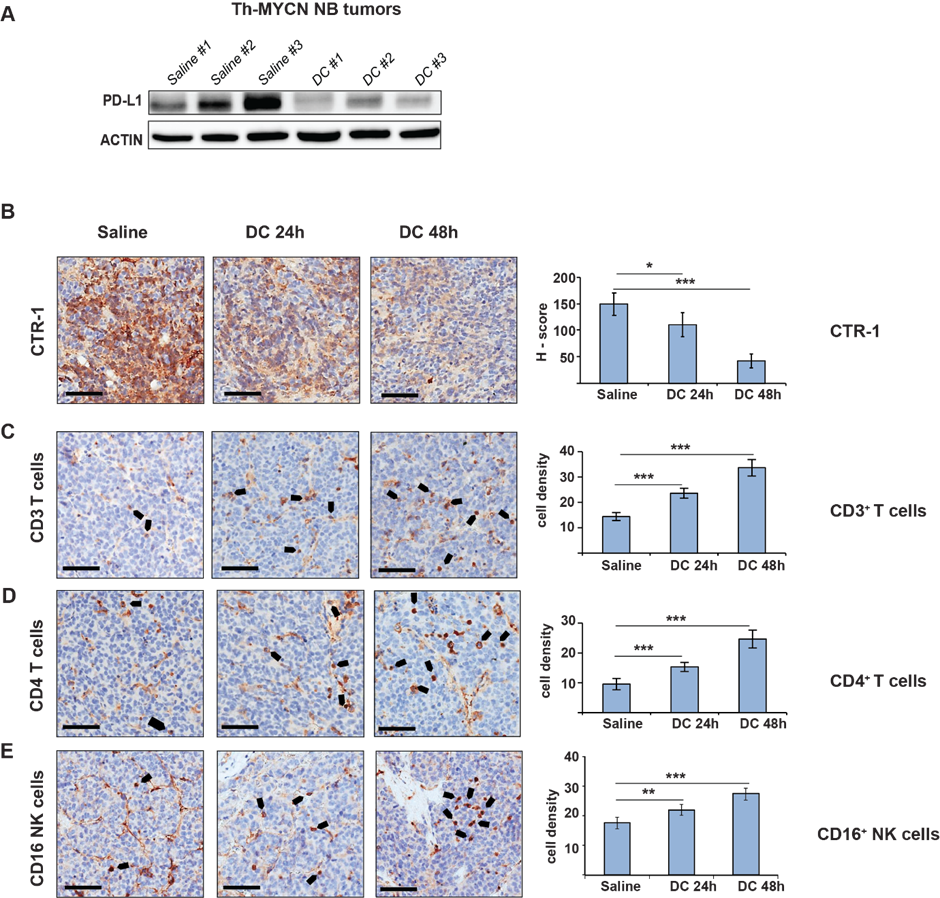 A
Th-MYCN NB tumors
Saline #1 Saline #2 Saline #3 DC #1 DC #2 DC #3
PD-L1
ACTIN
B
Saline DC 24h DC 48h
CTR-1
H - score
200
150
100
50
* 
***
Saline DC 24h DC 48h
CTR-1
C
CD3 T cells
cell density
40
30
20
10
***
***
Saline DC 24h DC 48h
CD3+ T cells
D
CD4 T cells
cell density
30
20
10
***
***
Saline DC 24h DC 48h
CD4+ T cells
E
CD16 NK cells
cell density
40
30
20
10
***
**
Saline DC 24h DC 48h
CD16+ NK cells